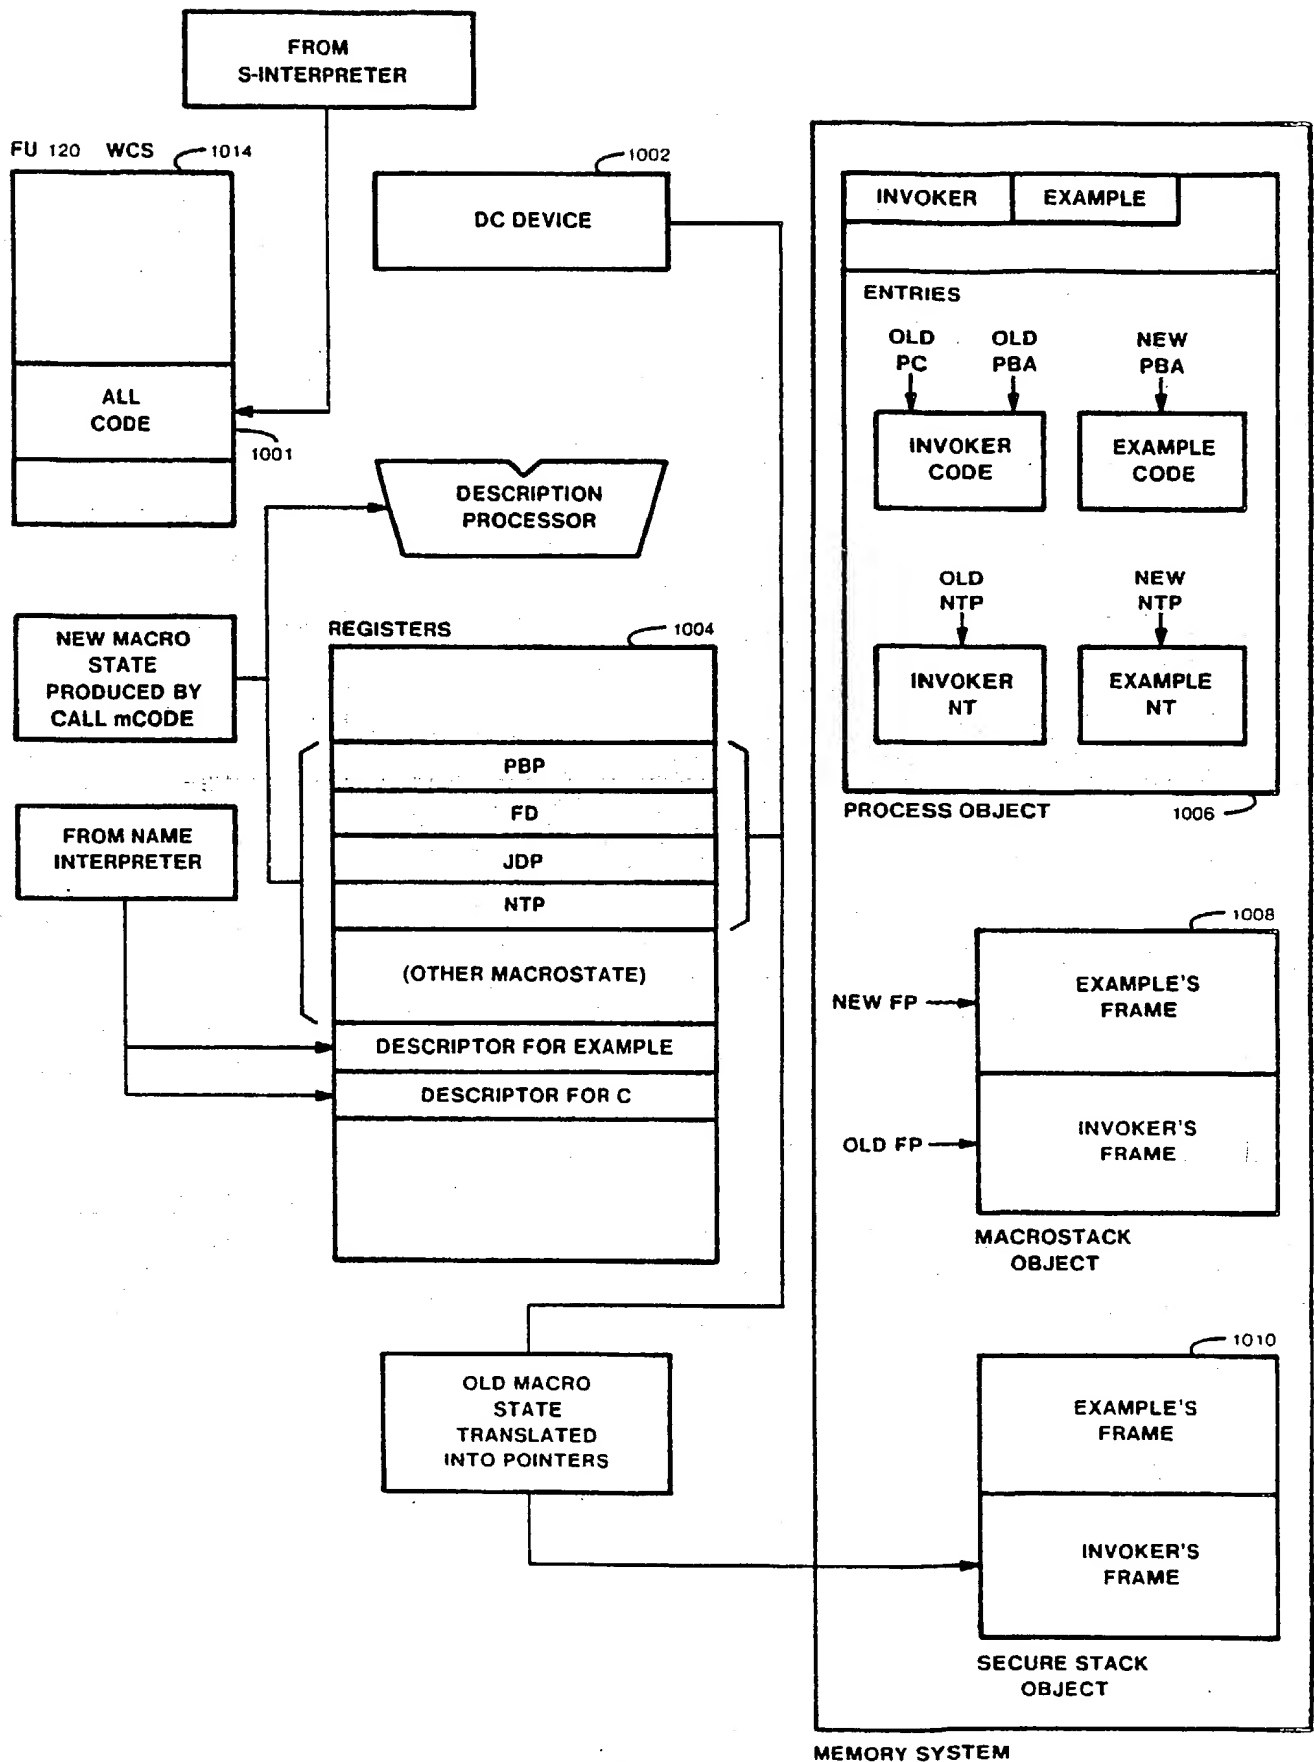 FROM
S-INTERPRETER
FU 120 WCS 1014
ALL
CODE
1001
1002
DC DEVICE
DESCRIPTION
PROCESSOR
NEW MACRO
STATE
PRODUCED BY
CALL mCODE
FROM NAME
INTERPRETER
REGISTERS 1004
PBP
FD
JDP
NTP
(OTHER MACROSTATE)
DESCRIPTOR FOR EXAMPLE
DESCRIPTOR FOR C
OLD MACRO
STATE
TRANSLATED
INTO POINTERS
INVOKER EXAMPLE
ENTRIES
OLD
PC
OLD
PBA
NEW
PBA
INVOKER
CODE
EXAMPLE
CODE
OLD
NTP
NEW
NTP
INVOKER
NT
EXAMPLE
NT
PROCESS OBJECT 1006
1008
NEW FP
EXAMPLE'S
FRAME
OLD FP
INVOKER'S
FRAME
MACROSTACK
OBJECT
1010
EXAMPLE'S
FRAME
INVOKER'S
FRAME
SECURE STACK
OBJECT
MEMORY SYSTEM